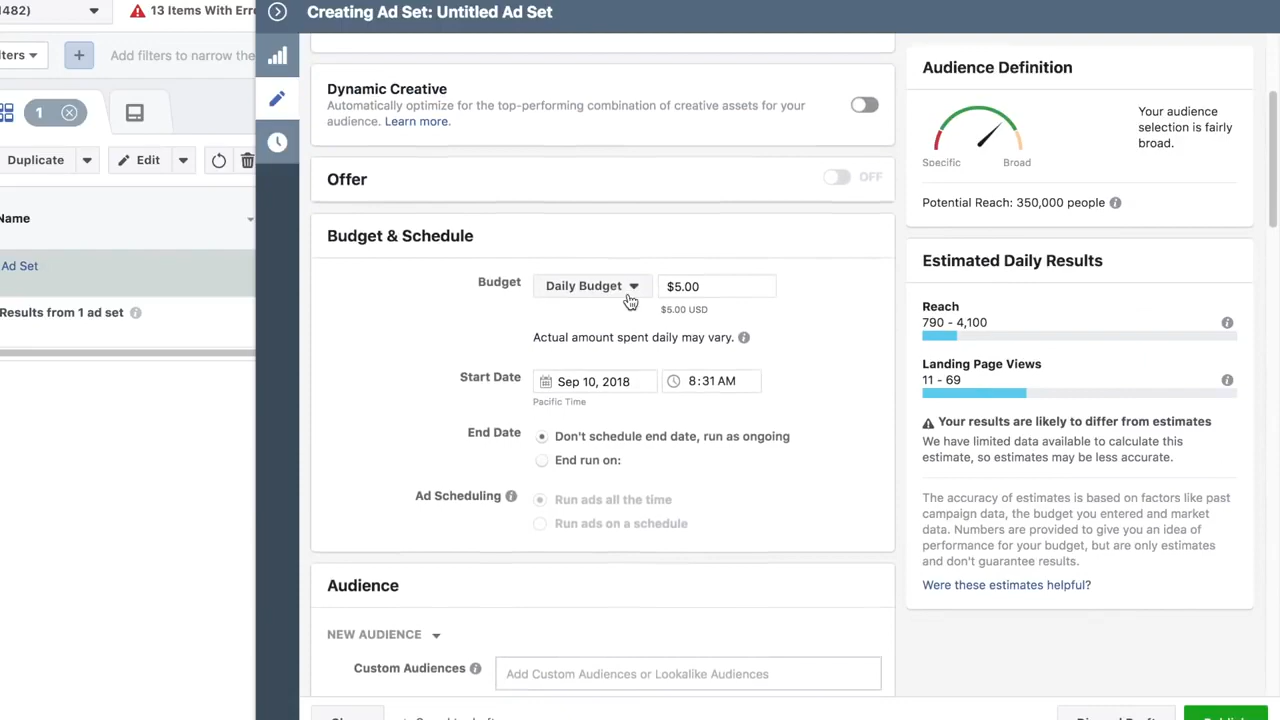 1482)
13 Items With Erro
Creating Ad Set: Untitled Ad Set
ters
+
Add filters to narrow the
1
Duplicate
Edit
Name
Ad Set
Results from 1 ad set
Dynamic Creative
Automatically optimize for the top-performing combination of creative assets for your
audience. Learn more.
Offer
OFF
Budget & Schedule
Budget
Daily Budget
$5.00
$5.00 USD
Actual amount spent daily may vary.
Start Date
Sep 10, 2018
8:31 AM
Pacific Time
End Date
Don't schedule end date, run as ongoing
End run on:
Ad Scheduling
Run ads all the time
Run ads on a schedule
Audience
NEW AUDIENCE
Custom Audiences
Add Custom Audiences or Lookalike Audiences
Audience Definition
Your audience
selection is fairly
broad.
Specific
Broad
Potential Reach: 350,000 people
Estimated Daily Results
Reach
790 - 4,100
Landing Page Views
11 - 69
Your results are likely to differ from estimates
We have limited data available to calculate this
estimate, so estimates may be less accurate.
The accuracy of estimates is based on factors like past
campaign data, the budget you entered and market
data. Numbers are provided to give you an idea of
performance for your budget, but are only estimates
and don't guarantee results.
Were these estimates helpful?